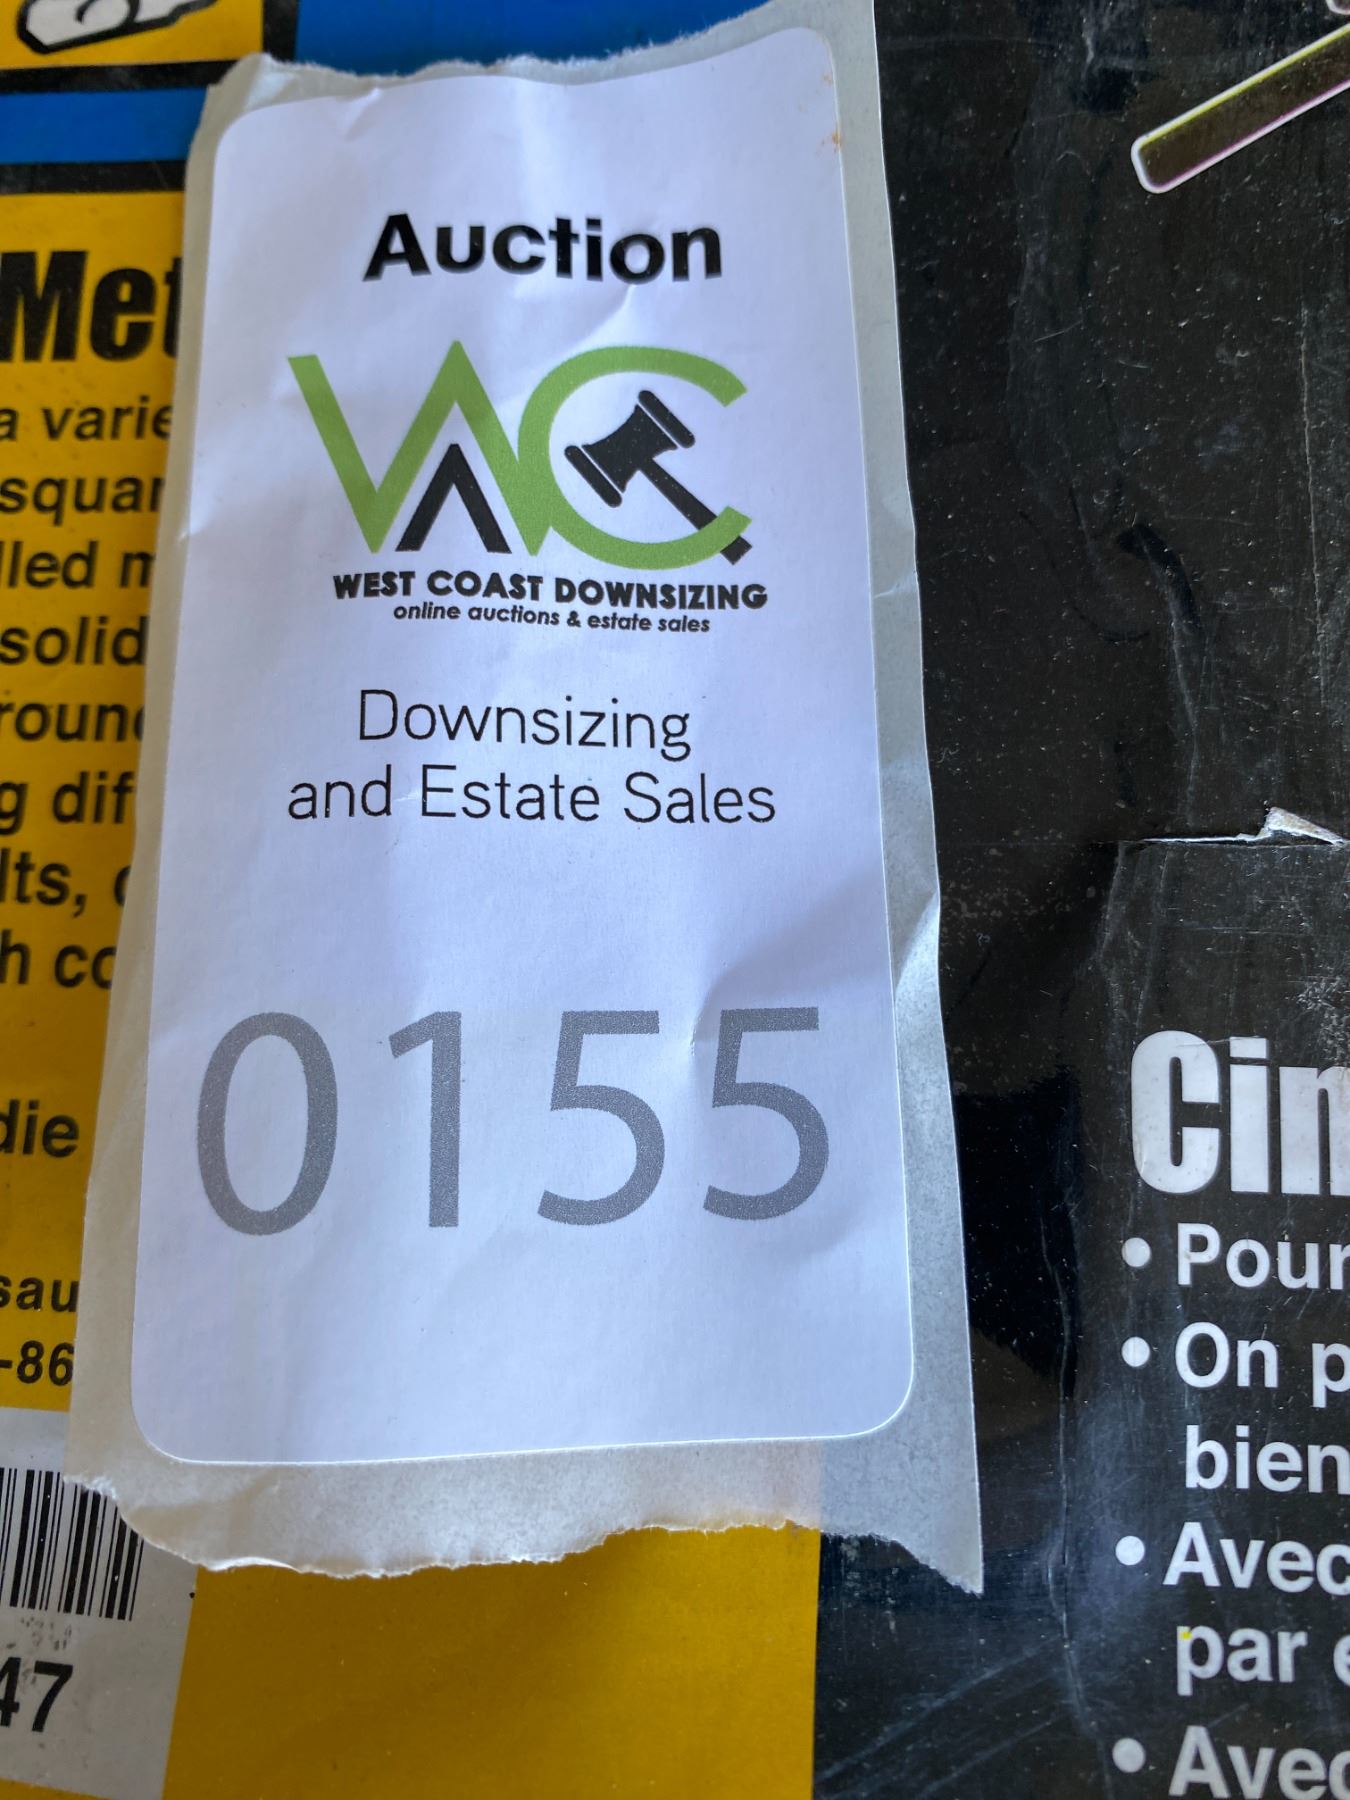 Auction
WAC
WEST COAST DOWNSIZING
online auctions & estate sales
Downsizing
and Estate Sales
0155
Met
a varie
squar
lled m
solid
roun
g dif
lts,
h co
die
sau
-86
47
Cin
• Pour
• On p
bien
• Avec
par e
• Avec